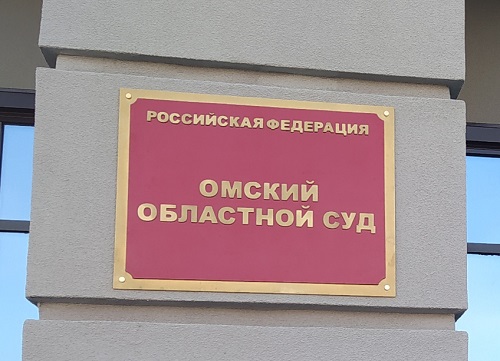 РОССИЙСКАЯ ФЕДЕРАЦИЯ
ОМСКИЙ
ОБЛАСТНОЙ СУД